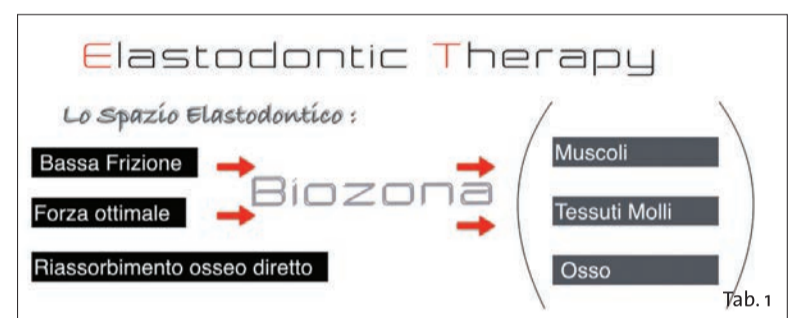 Elastodontic Therapy
Lo Spazio Elastodontico :
Bassa Frizione
Forza ottimale
Riassorbimento osseo diretto
Biozona
Muscoli
Tessuti Molli
Osso
Tab. 1